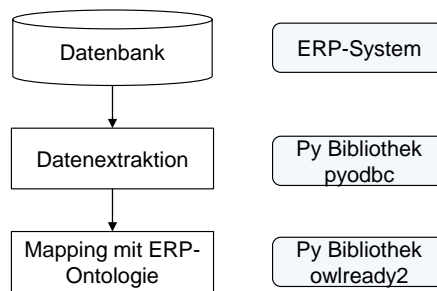 Datenbank
ERP-System
Datenextraktion
Py Bibliothek
pyodbc
Mapping mit ERP-
Ontologie
Py Bibliothek
owlready2